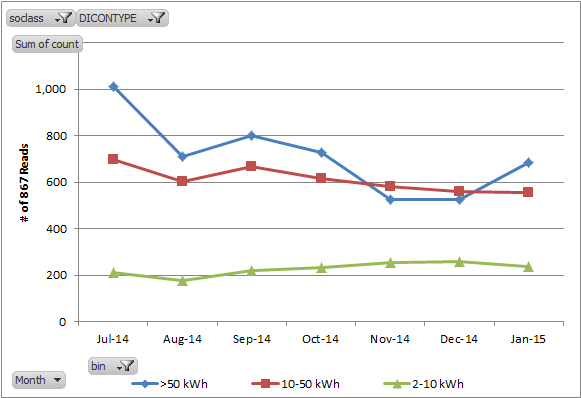 soclass DICONTYPE
Sum of count
1,000
800
600
400
200
0
# of 867 Reads
Jul-14 Aug-14 Sep-14 Oct-14 Nov-14 Dec-14 Jan-15
bin
Month
>50 kWh 10-50 kWh 2-10 kWh